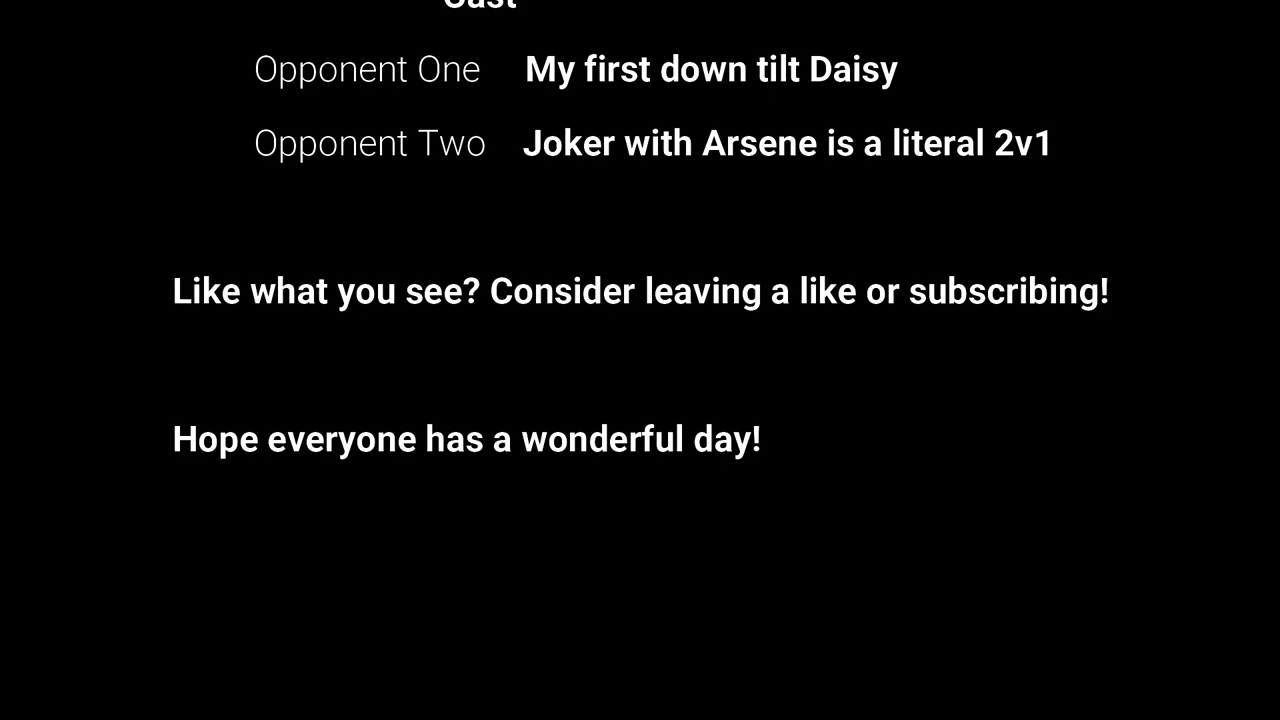 Cast
Opponent One My first down tilt Daisy
Opponent Two Joker with Arsene is a literal 2v1
Like what you see? Consider leaving a like or subscribing!
Hope everyone has a wonderful day!